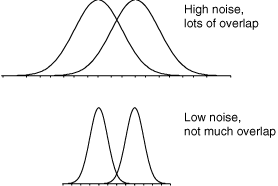 High noise,
lots of overlap
Low noise,
not much overlap